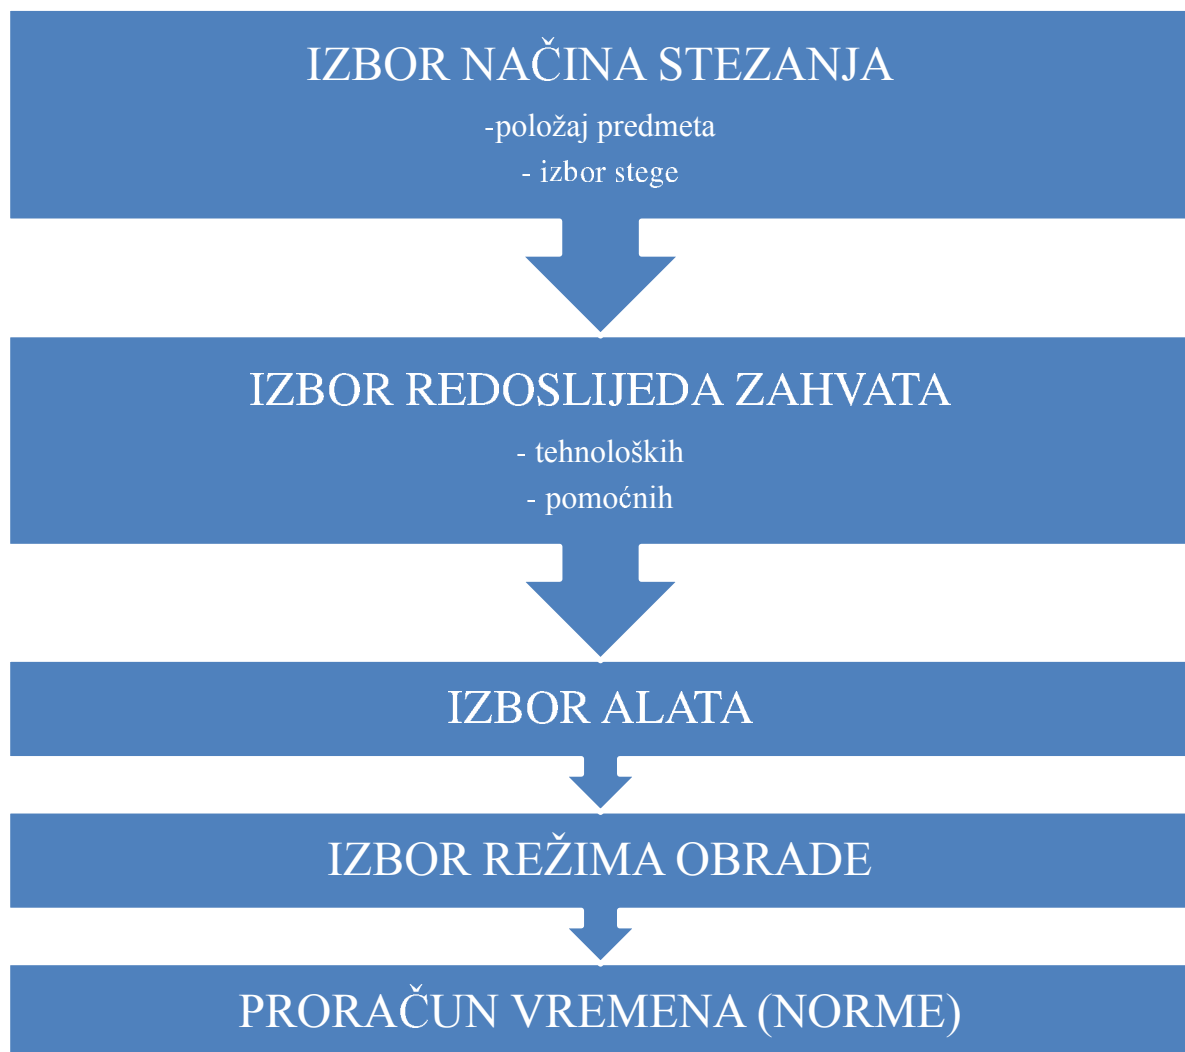 IZBOR NAČINA STEZANJA
-položaj predmeta
- izbor stege
IZBOR REDOSLIJEDA ZAHVATA
- tehnoloških
- pomoćnih
IZBOR ALATA
IZBOR REŽIMA OBRADE
PRORAČUN VREMENA (NORME)